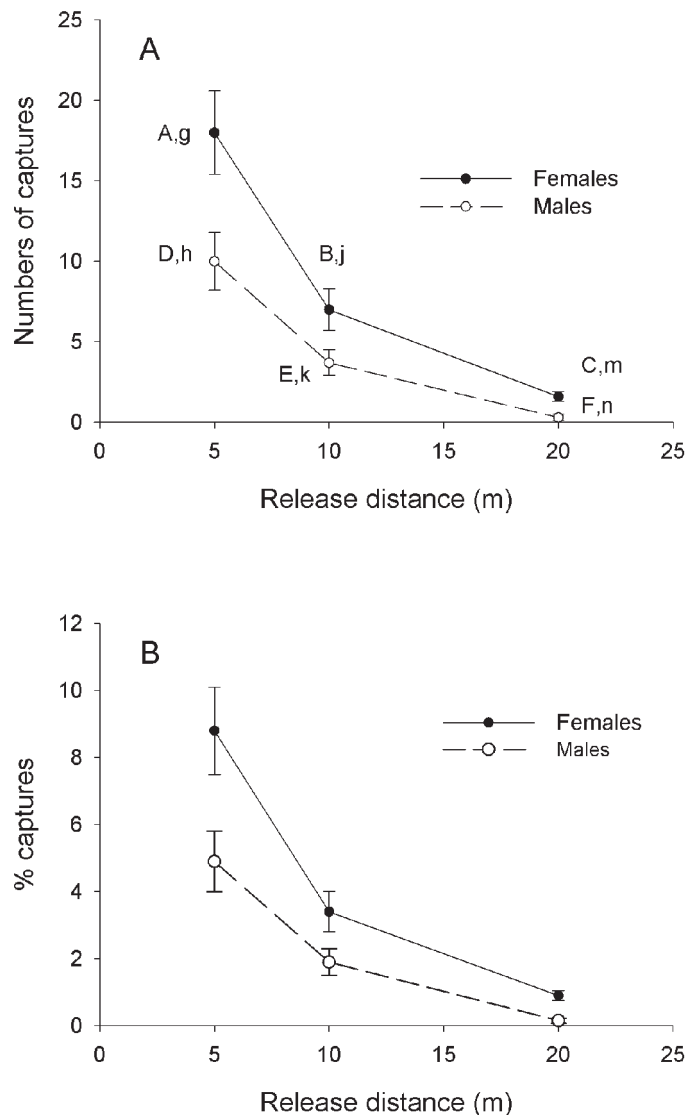 A
25
20
15
10
5
0
Numbers of captures
A,g
D,h
B,j
E,k
C,m
F,n
Females
Males
0 5 10 15 20 25
Release distance (m)
B
12
10
8
6
4
2
0
% captures
Females
Males
0 5 10 15 20 25
Release distance (m)